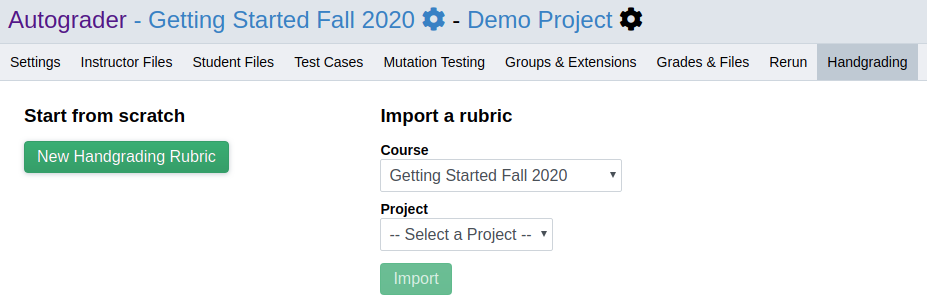 Autograder - Getting Started Fall 2020 - Demo Project
Settings Instructor Files Student Files Test Cases Mutation Testing Groups & Extensions Grades & Files Rerun Handgrading
Start from scratch
New Handgrading Rubric
Import a rubric
Course
Getting Started Fall 2020
Project
-- Select a Project --
Import